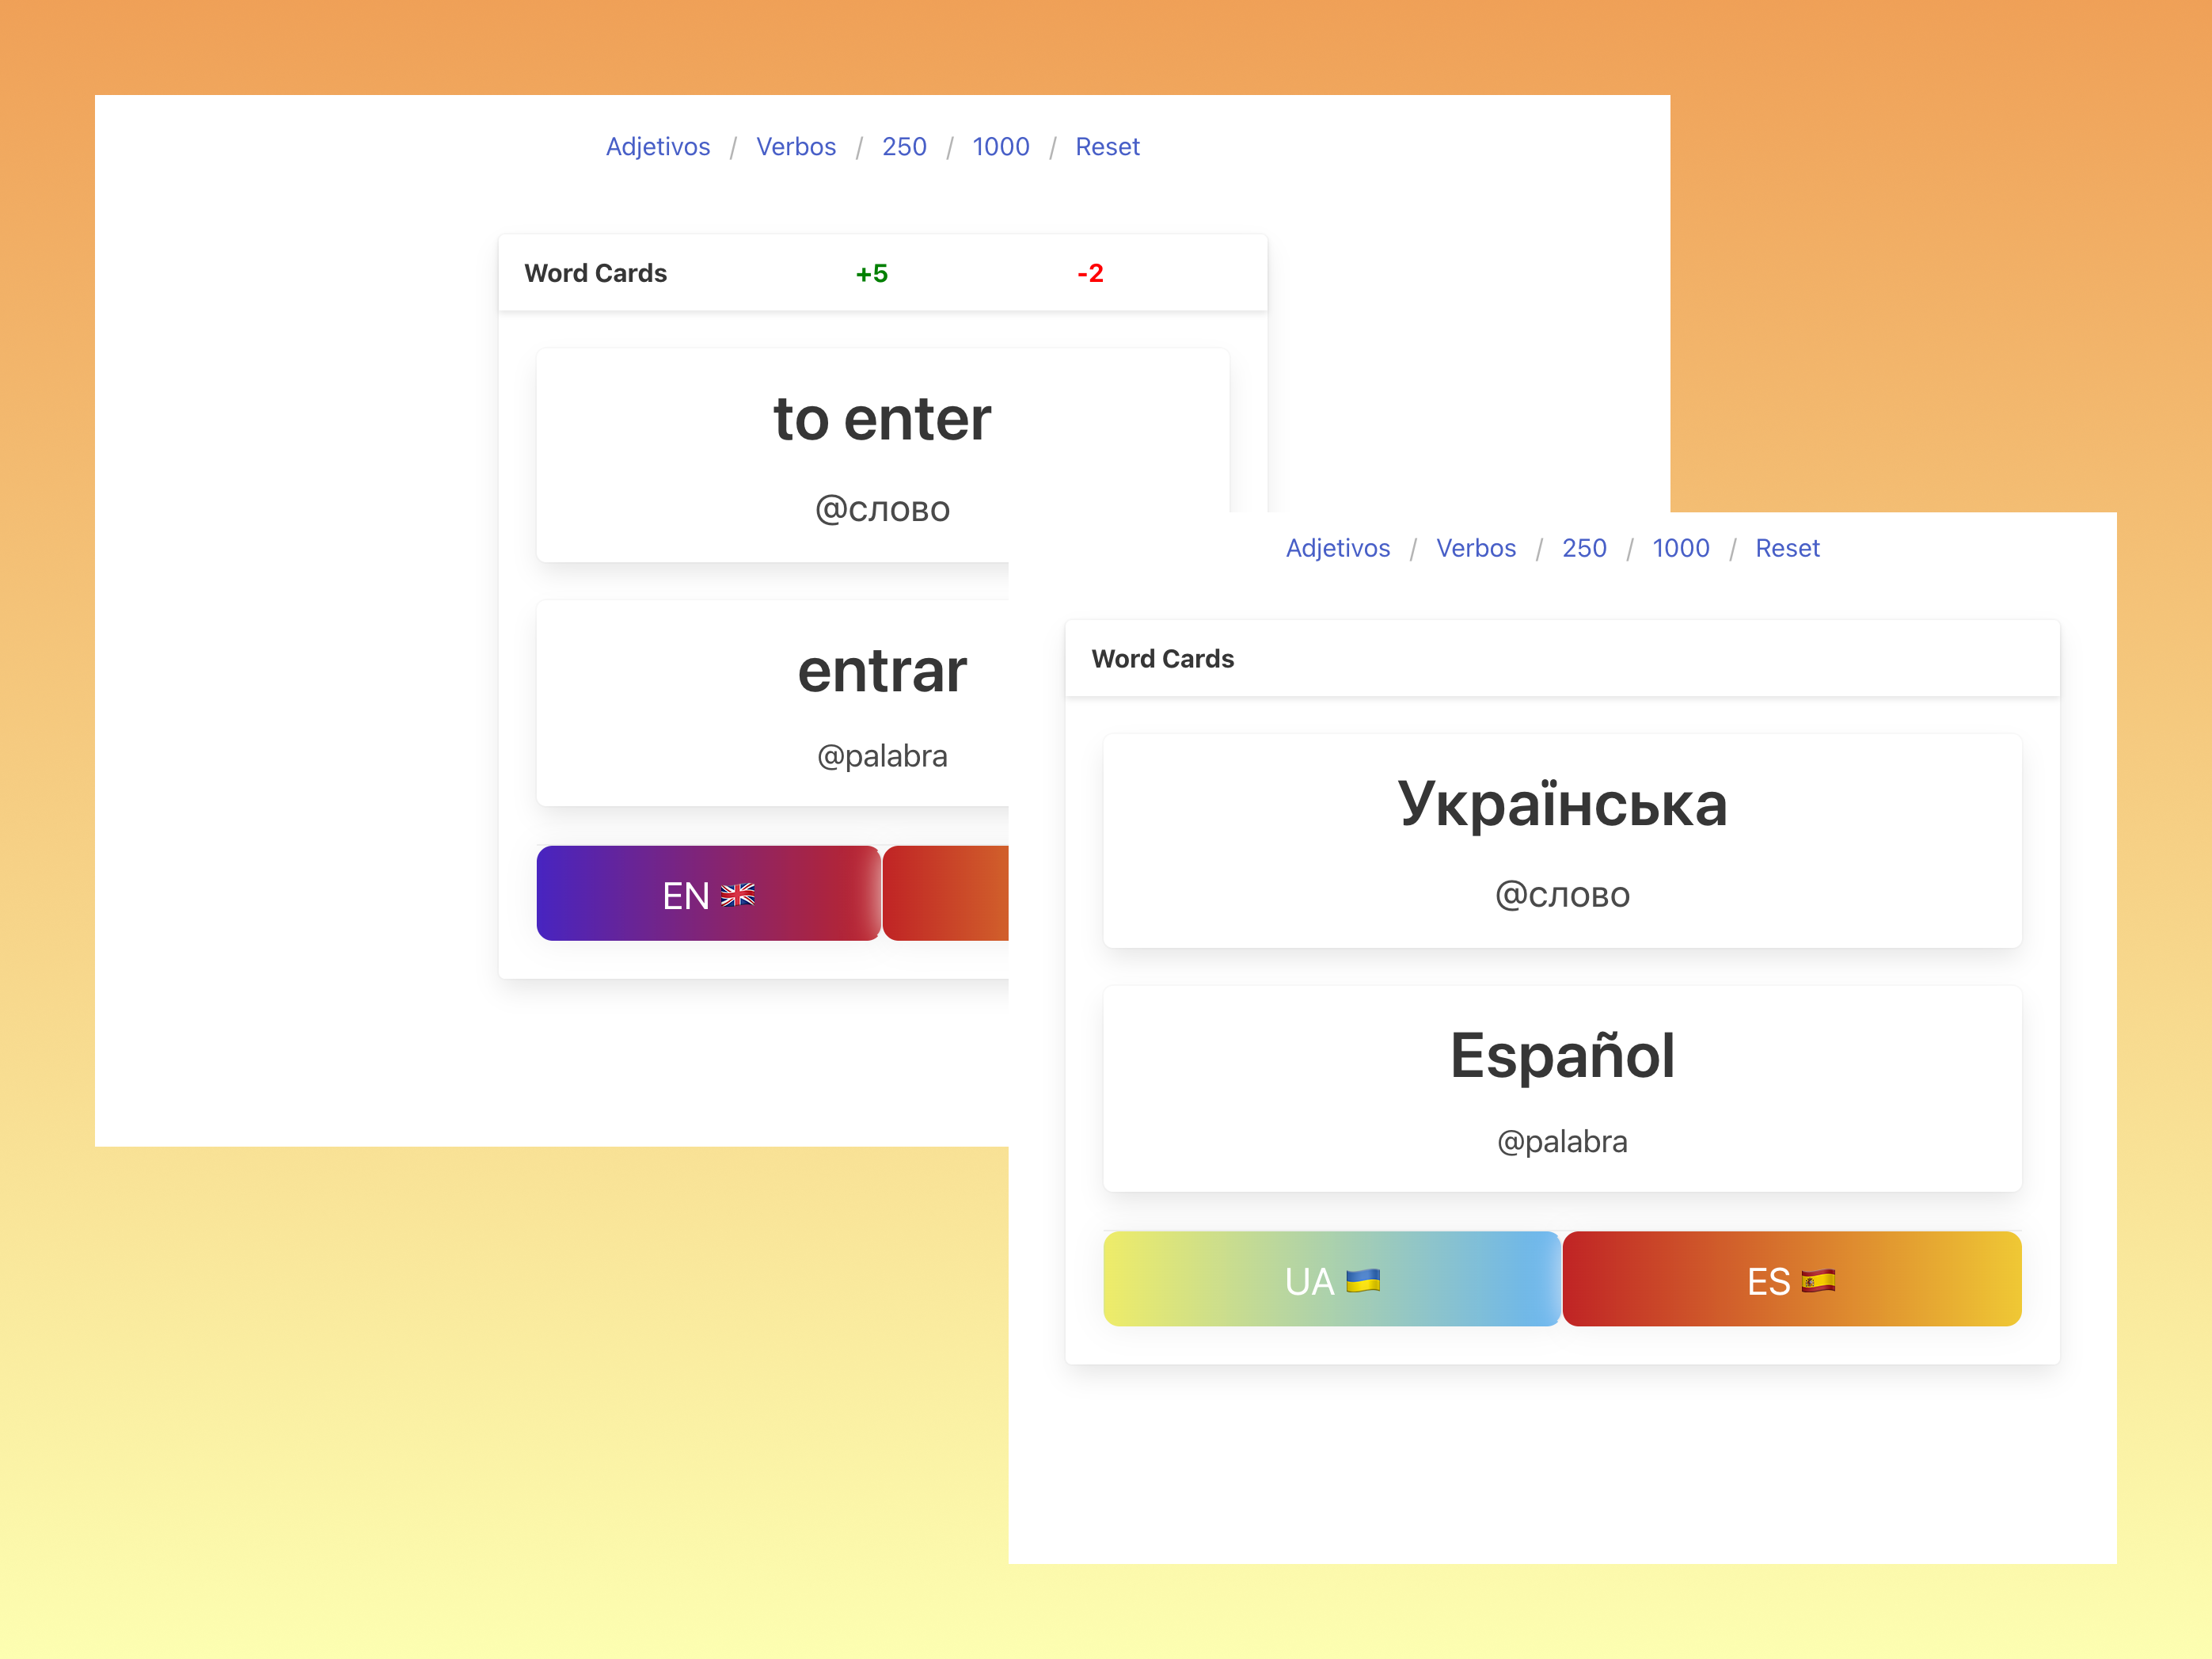 Adjetivos / Verbos / 250 / 1000 / Reset
Word Cards +5 -2
to enter
@слово
entrar
@palabra
EN 🇬🇧
Adjetivos / Verbos / 250 / 1000 / Reset
Word Cards
Українська
@слово
Español
@palabra
UA 🇺🇦 ES 🇪🇸